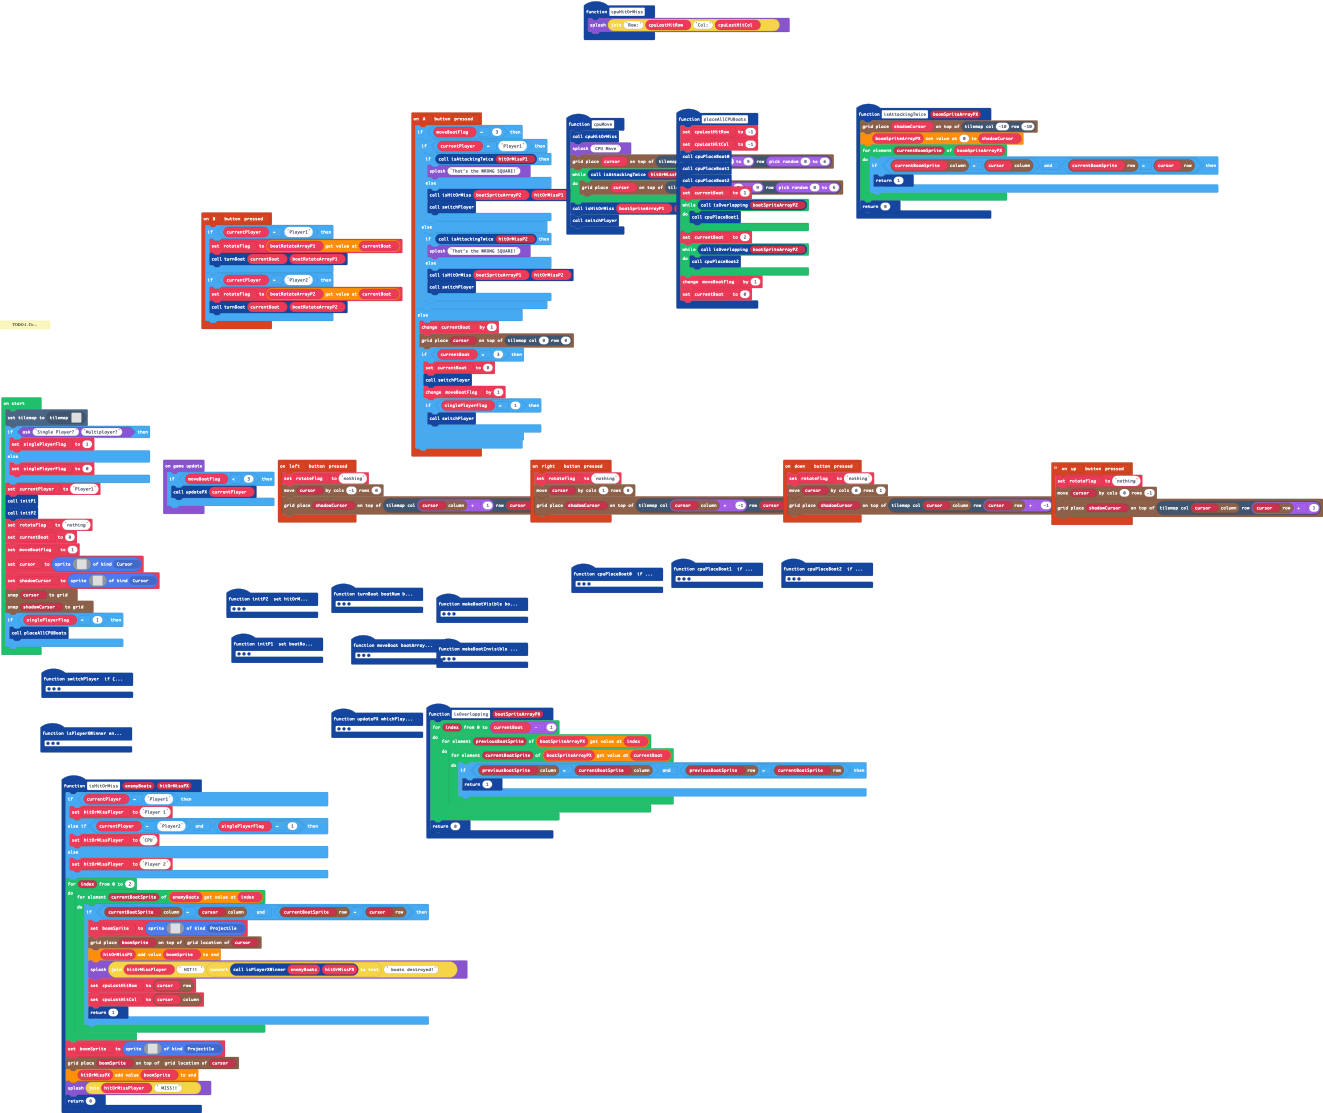 function cpuHitOrMiss
splash join Row: cpuLastHitRow Col: cpuLastHitCol
on A button pressed
if moveBoatFlag = 3 then
if currentPlayer = Player1 then
if call isAttackingTwice hitOrMissP1 then
splash That's the WRONG SQUARE!
else
call isHitOrMiss boatSpriteArrayP2 hitOrMissP1
call switchPlayer
else
if call isAttackingTwice hitOrMissP2 then
splash That's the WRONG SQUARE!
else
call isHitOrMiss boatSpriteArrayP1 hitOrMissP2
call switchPlayer
else
change currentBoat by 1
grid place cursor on top of tilemap col 0 row 0
if currentBoat = 3 then
set currentBoat to 0
call switchPlayer
change moveBoatFlag by 1
if singlePlayerFlag = 1 then
call switchPlayer
function cpuMove
call cpuHitOrMiss
splash CPU Move
grid place cursor on top of tilemap
row pick random 0 to 6
while call isAttackingTwice
do grid place cursor on top of
row pick random 0 to 6
call isHitOrMiss boatSpriteArrayP1
call switchPlayer
function placeAllCPUBoats
set cpuLastHitRow to -1
set cpuLastHitCol to -1
call cpuPlaceBoat0
call cpuPlaceBoat1
call cpuPlaceBoat2
set currentBoat to 1
while call isOverlapping boatSpriteArrayP2
do call cpuPlaceBoat1
set currentBoat to 2
while call isOverlapping boatSpriteArrayP2
do call cpuPlaceBoat2
change moveBoatFlag by 1
set currentBoat to 0
function isAttackingTwice boatSpriteArrayPX
grid place shadowCursor on top of tilemap col -10 row -10
boatSpriteArrayPX set value at 0 to shadowCursor
for element currentBoatSprite of boatSpriteArrayPX
do if currentBoatSprite column = cursor column and currentBoatSprite row = cursor row then
return 1
return 0
on B button pressed
if currentPlayer = Player1 then
set rotateFlag to boatRotateArrayP1 get value at currentBoat
call turnBoat currentBoat boatRotateArrayP1
if currentPlayer = Player2 then
set rotateFlag to boatRotateArrayP2 get value at currentBoat
call turnBoat currentBoat boatRotateArrayP2
on start
set tilemap to tilemap
if ask Single Player? Multiplayer? then
set singlePlayerFlag to 1
else
set singlePlayerFlag to 0
set currentPlayer to Player1
call initP1
call initP2
set rotateFlag to nothing
set currentBoat to 0
set moveBoatFlag to 1
set cursor to sprite of kind Cursor
set shadowCursor to sprite of kind Cursor
snap cursor to grid
snap shadowCursor to grid
if singlePlayerFlag = 1 then
call placeAllCPUBoats
on game update
if moveBoatFlag < 3 then
call updatePX currentPlayer
on left button pressed
set rotateFlag to nothing
move cursor by cols -1 rows 0
grid place shadowCursor on top of tilemap col cursor column + 1 row cursor
on right button pressed
set rotateFlag to nothing
move cursor by cols 1 rows 0
grid place shadowCursor on top of tilemap col cursor column + -1 row cursor
on down button pressed
set rotateFlag to nothing
move cursor by cols 0 rows 1
grid place shadowCursor on top of tilemap col cursor column row cursor row + -1
on up button pressed
set rotateFlag to nothing
move cursor by cols 0 rows -1
grid place shadowCursor on top of tilemap col cursor column row cursor row + 1
function cpuPlaceBoat0 if ...
function cpuPlaceBoat1 if ...
function cpuPlaceBoat2 if ...
function initP2 set hitOrM...
function turnBoat boatNum b...
function makeBoatVisible bo...
function initP1 set boatRo...
function moveBoat boatArray...
function makeBoatInvisible ...
function switchPlayer if (...
function isPlayerXWinner en...
function updatePX whichPlay...
function isOverlapping boatSpriteArrayPX
for index from 0 to currentBoat - 1
do for element previousBoatSprite of boatSpriteArrayPX get value at index
do for element currentBoatSprite of boatSpriteArrayPX get value at currentBoat
do if previousBoatSprite column = currentBoatSprite column and previousBoatSprite row = currentBoatSprite row then
return 1
return 0
function isHitOrMiss enemyBoats hitOrMissPX
if currentPlayer = Player1 then
set hitOrMissPlayer to Player 1
else if currentPlayer = Player2 and singlePlayerFlag = 1 then
set hitOrMissPlayer to CPU
else
set hitOrMissPlayer to Player 2
for index from 0 to 2
do for element currentBoatSprite of enemyBoats get value at index
do if currentBoatSprite column = cursor column and currentBoatSprite row = cursor row then
set boomSprite to sprite of kind Projectile
grid place boomSprite on top of grid location of cursor
hitOrMissPX add value boomSprite to end
splash join hitOrMissPlayer HIT!! convert call isPlayerXWinner enemyBoats hitOrMissPX to text boats destroyed!
set cpuLastHitRow to cursor row
set cpuLastHitCol to cursor column
return 1
set boomSprite to sprite of kind Projectile
grid place boomSprite on top of grid location of cursor
hitOrMissPX add value boomSprite to end
splash join hitOrMissPlayer MISS!!
return 0